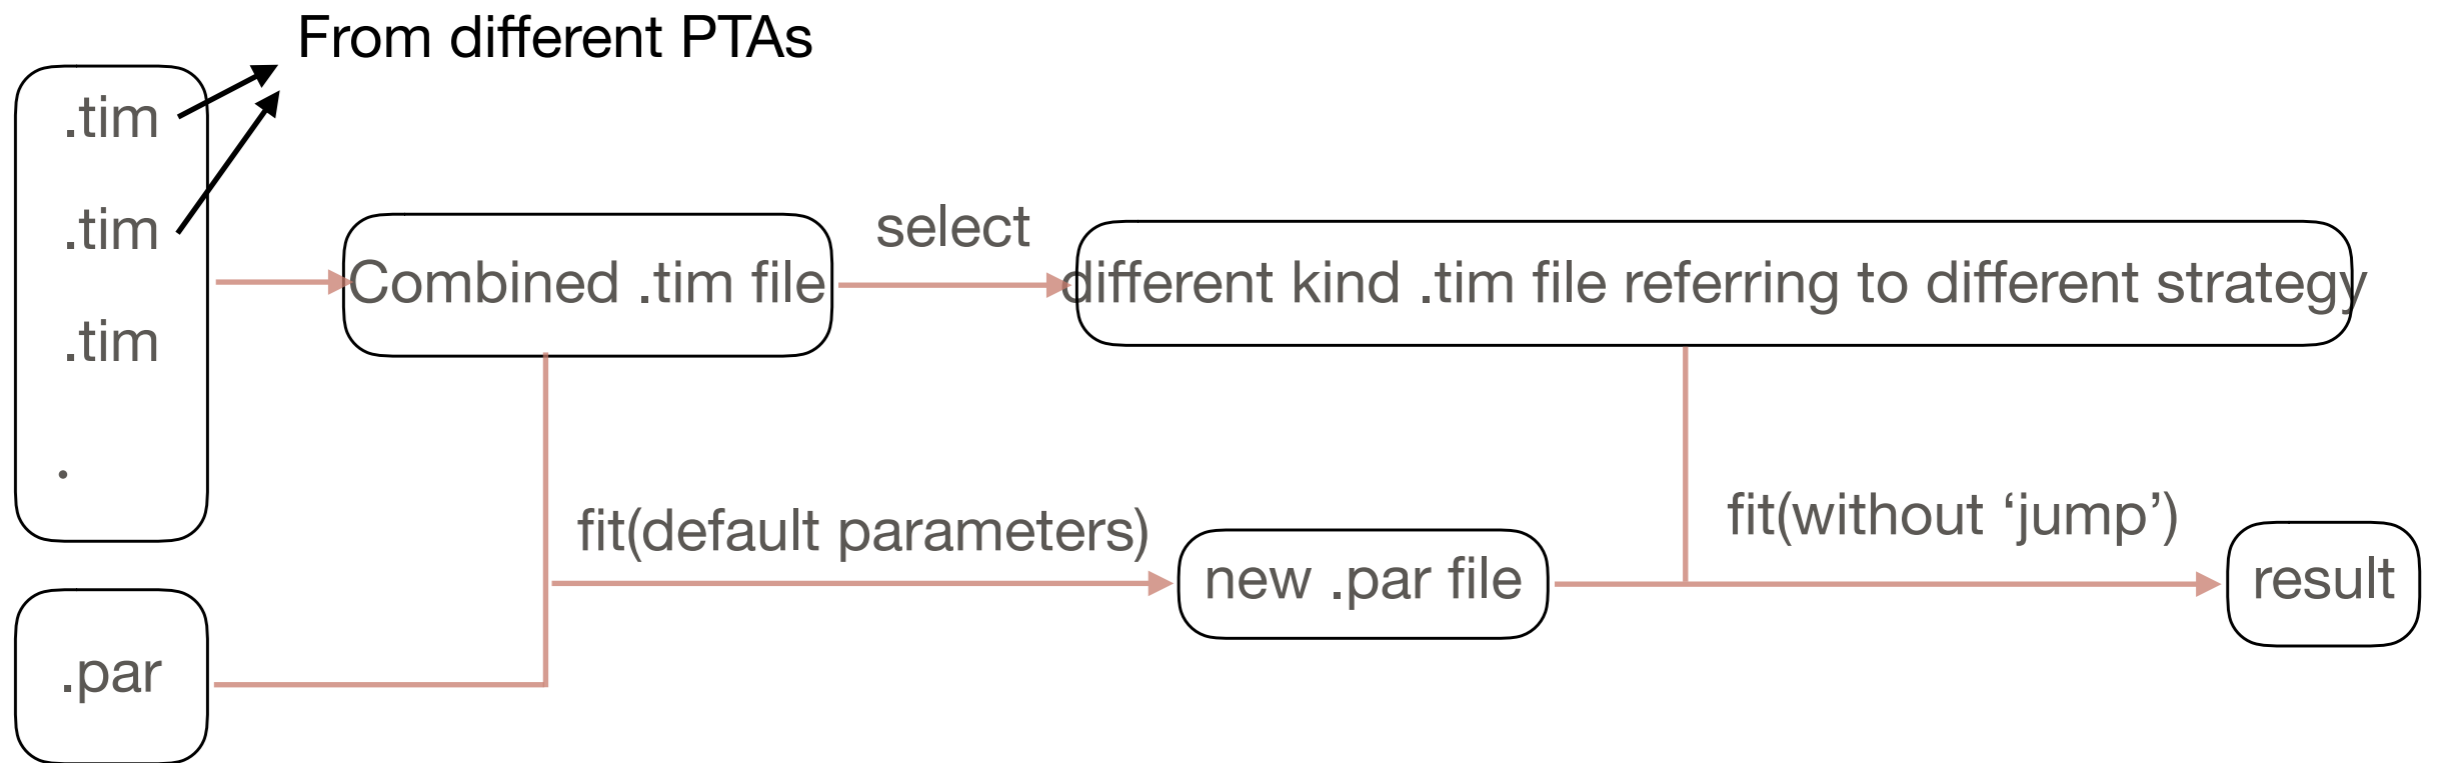 From different PTAs
.tim
.tim
.tim
.
.par
Combined .tim file
select
different kind .tim file referring to different strategy
fit(default parameters)
new .par file
fit(without ‘jump’)
result